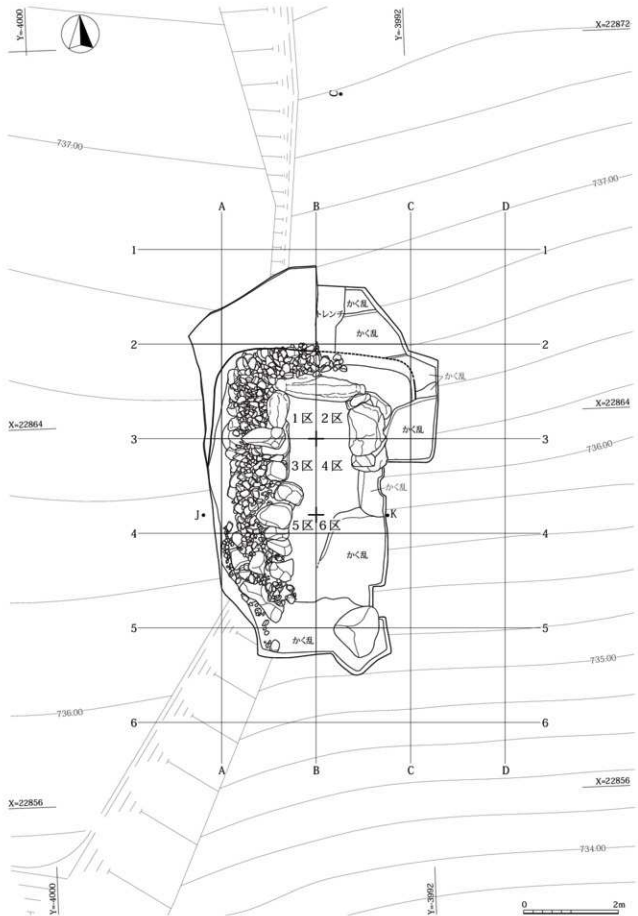 Y=-4000
Y=-3992
X=22872
C
737.00
737.00
A B C D
1 1
トレンチ
かく乱
かく乱
2 2
かく乱
X=22864
1区 2区
かく乱
X=22864
3 3
736.00
3区 4区
かく乱
J
K
5区 6区
4 4
かく乱
5 5
かく乱
735.00
736.00
6 6
A B C D
X=22856
X=22856
734.00
Y=-4000
Y=-3992
0 2m